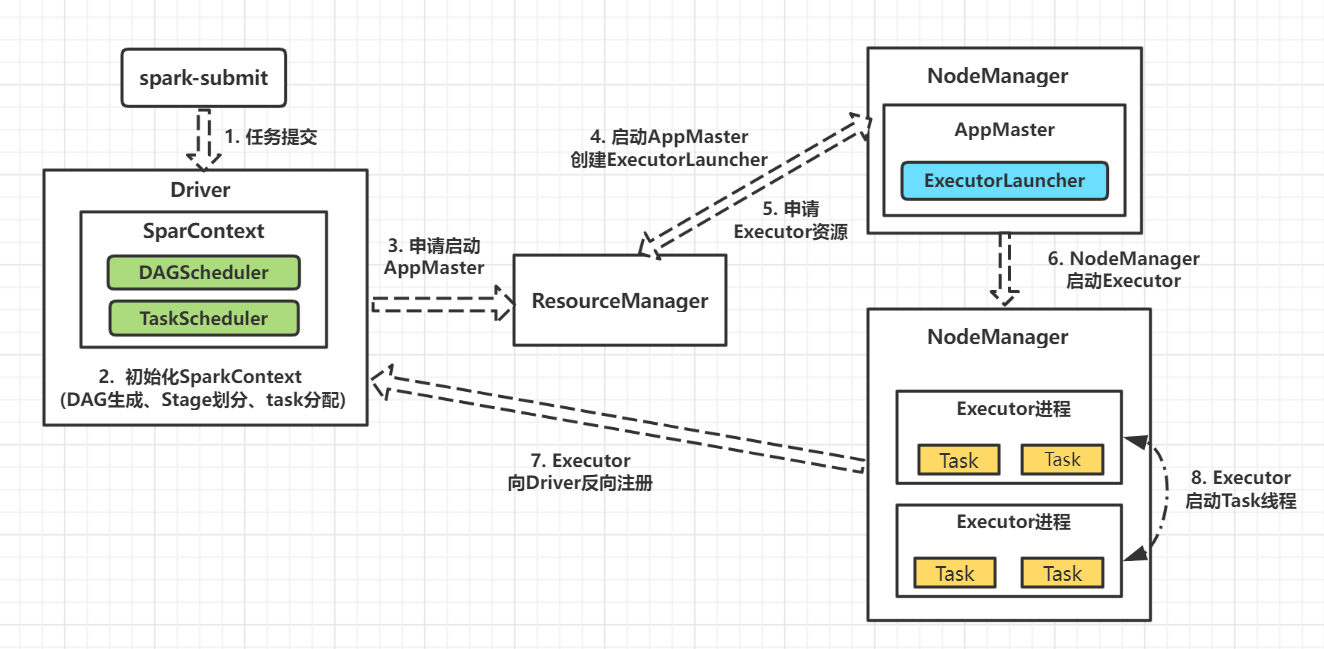 spark-submit
1. 任务提交
Driver
SparContext
DAGScheduler
TaskScheduler
2. 初始化SparkContext
(DAG生成、Stage划分、task分配)
3. 申请启动
AppMaster
ResourceManager
4. 启动AppMaster
创建ExecutorLauncher
5. 申请
Executor资源
NodeManager
AppMaster
ExecutorLauncher
6. NodeManager
启动Executor
NodeManager
Executor进程
Task
Task
Executor进程
Task
Task
7. Executor
向Driver反向注册
8. Executor
启动Task线程